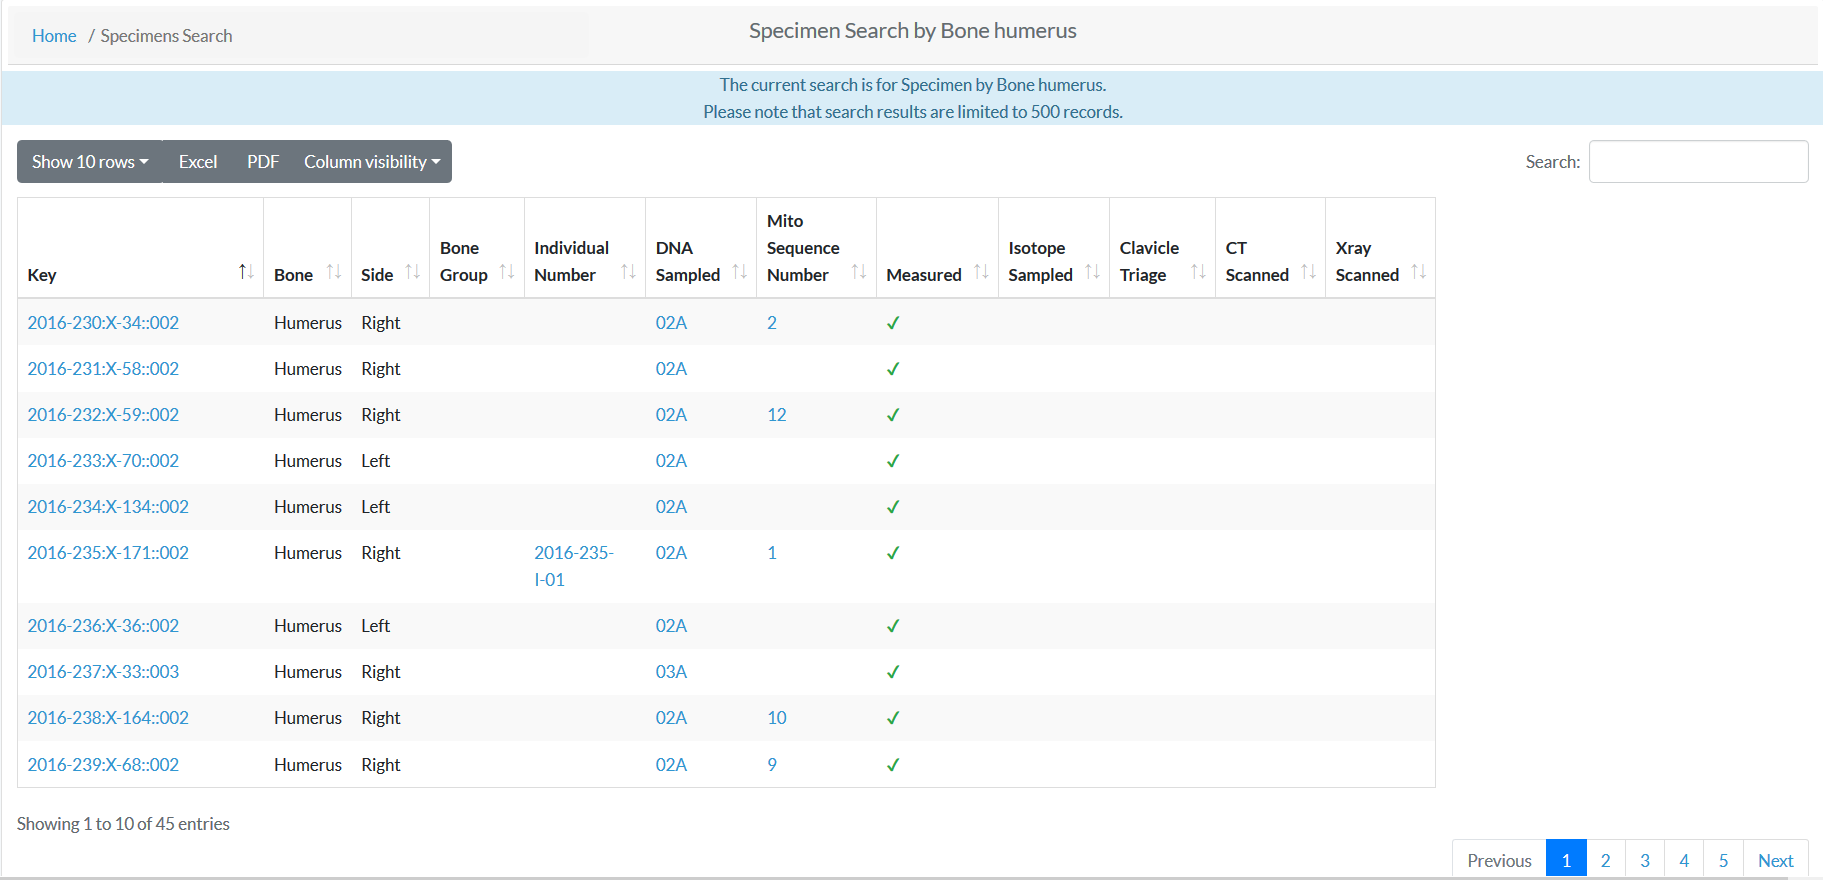 Home / Specimens Search
Specimen Search by Bone humerus
The current search is for Specimen by Bone humerus.
Please note that search results are limited to 500 records.
Show 10 rows Excel PDF Column visibility
Search:
Key Bone Side Bone Group Individual Number DNA Sampled Mito Sequence Number Measured Isotope Sampled Clavicle Triage CT Scanned Xray Scanned
2016-230:X-34::002 Humerus Right 02A 2 ✓
2016-231:X-58::002 Humerus Right 02A ✓
2016-232:X-59::002 Humerus Right 02A 12 ✓
2016-233:X-70::002 Humerus Left 02A ✓
2016-234:X-134::002 Humerus Left 02A ✓
2016-235:X-171::002 Humerus Right 2016-235-I-01 02A 1 ✓
2016-236:X-36::002 Humerus Left 02A ✓
2016-237:X-33::003 Humerus Right 03A ✓
2016-238:X-164::002 Humerus Right 02A 10 ✓
2016-239:X-68::002 Humerus Right 02A 9 ✓
Showing 1 to 10 of 45 entries
Previous 1 2 3 4 5 Next